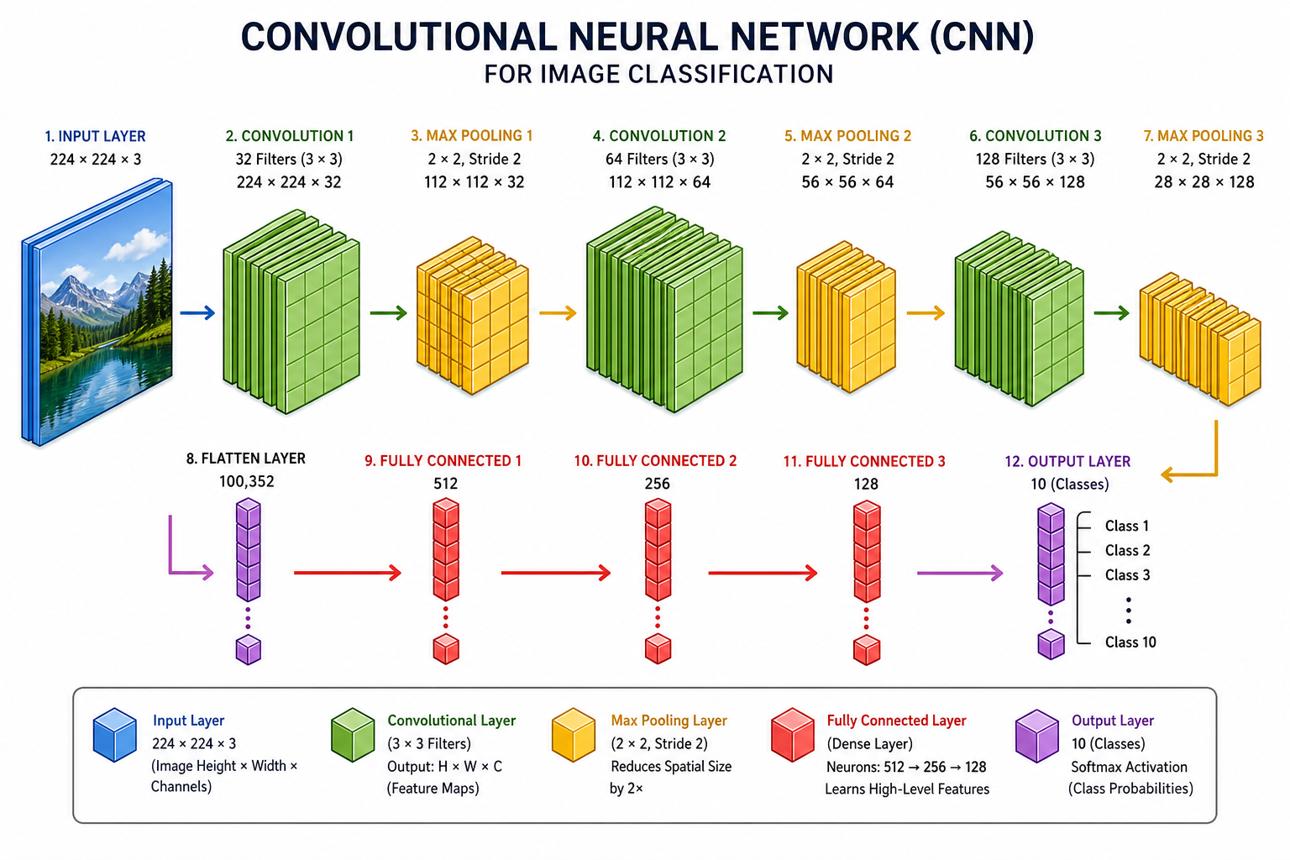 CONVOLUTIONAL NEURAL NETWORK (CNN)
FOR IMAGE CLASSIFICATION
1. INPUT LAYER
224 × 224 × 3
2. CONVOLUTION 1
32 Filters (3 × 3)
224 × 224 × 32
3. MAX POOLING 1
2 × 2, Stride 2
112 × 112 × 32
4. CONVOLUTION 2
64 Filters (3 × 3)
112 × 112 × 64
5. MAX POOLING 2
2 × 2, Stride 2
56 × 56 × 64
6. CONVOLUTION 3
128 Filters (3 × 3)
56 × 56 × 128
7. MAX POOLING 3
2 × 2, Stride 2
28 × 28 × 128
8. FLATTEN LAYER
100,352
9. FULLY CONNECTED 1
512
10. FULLY CONNECTED 2
256
11. FULLY CONNECTED 3
128
12. OUTPUT LAYER
10 (Classes)
Class 1
Class 2
Class 3
Class 10
Input Layer
224 × 224 × 3
(Image Height × Width ×
Channels)
Convolutional Layer
(3 × 3 Filters)
Output: H × W × C
(Feature Maps)
Max Pooling Layer
(2 × 2, Stride 2)
Reduces Spatial Size
by 2×
Fully Connected Layer
(Dense Layer)
Neurons: 512 → 256 → 128
Learns High-Level Features
Output Layer
10 (Classes)
Softmax Activation
(Class Probabilities)